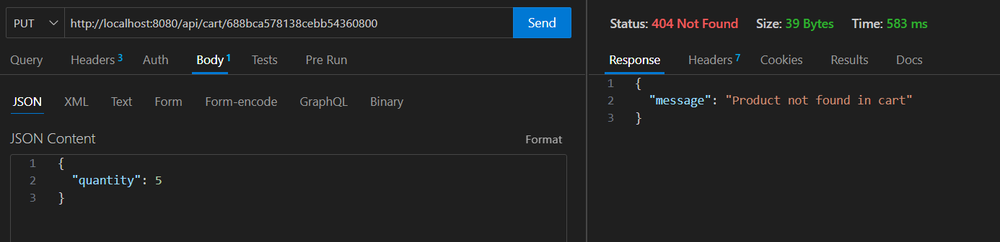 PUT http://localhost:8080/api/cart/688bca578138cebb54360800 Send
Query Headers 3 Auth Body 1 Tests Pre Run
JSON XML Text Form Form-encode GraphQL Binary
JSON Content Format
1 {
2 "quantity": 5
3 }
Status: 404 Not Found Size: 39 Bytes Time: 583 ms
Response Headers 7 Cookies Results Docs
1 {
2 "message": "Product not found in cart"
3 }